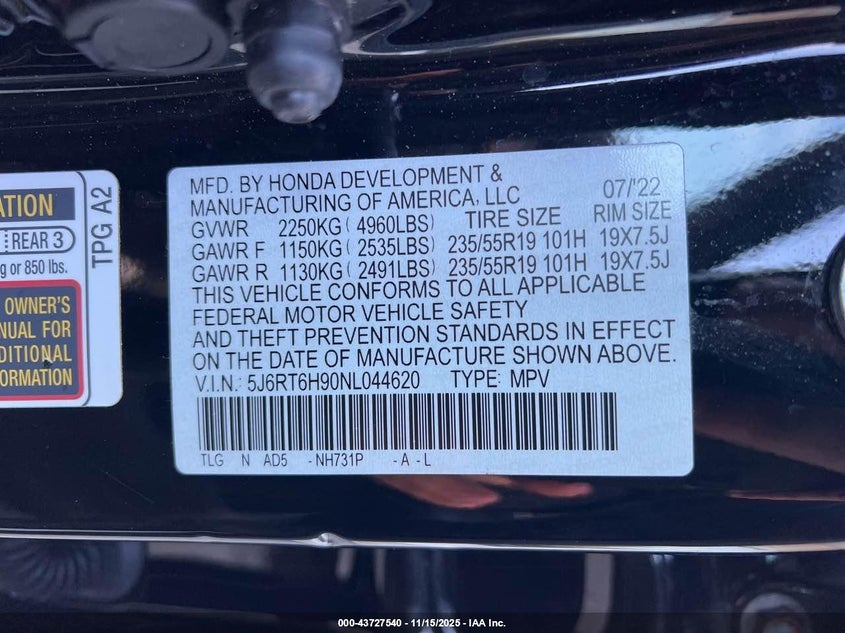 ATION
REAR 3
g or 850 lbs.
OWNER'S
NUAL FOR
DITIONAL
ORMATION
TPG A2
MFD. BY HONDA DEVELOPMENT &
MANUFACTURING OF AMERICA, LLC 07/'22
GVWR 2250KG ( 4960LBS) TIRE SIZE RIM SIZE
GAWR F 1150KG ( 2535LBS) 235/55R19 101H 19X7.5J
GAWR R 1130KG ( 2491LBS) 235/55R19 101H 19X7.5J
THIS VEHICLE CONFORMS TO ALL APPLICABLE
FEDERAL MOTOR VEHICLE SAFETY
AND THEFT PREVENTION STANDARDS IN EFFECT
ON THE DATE OF MANUFACTURE SHOWN ABOVE.
V.I.N.: 5J6RT6H90NL044620 TYPE: MPV
TLG N AD5 - NH731P - A - L
000-43727540 - 11/15/2025 - IAA Inc.